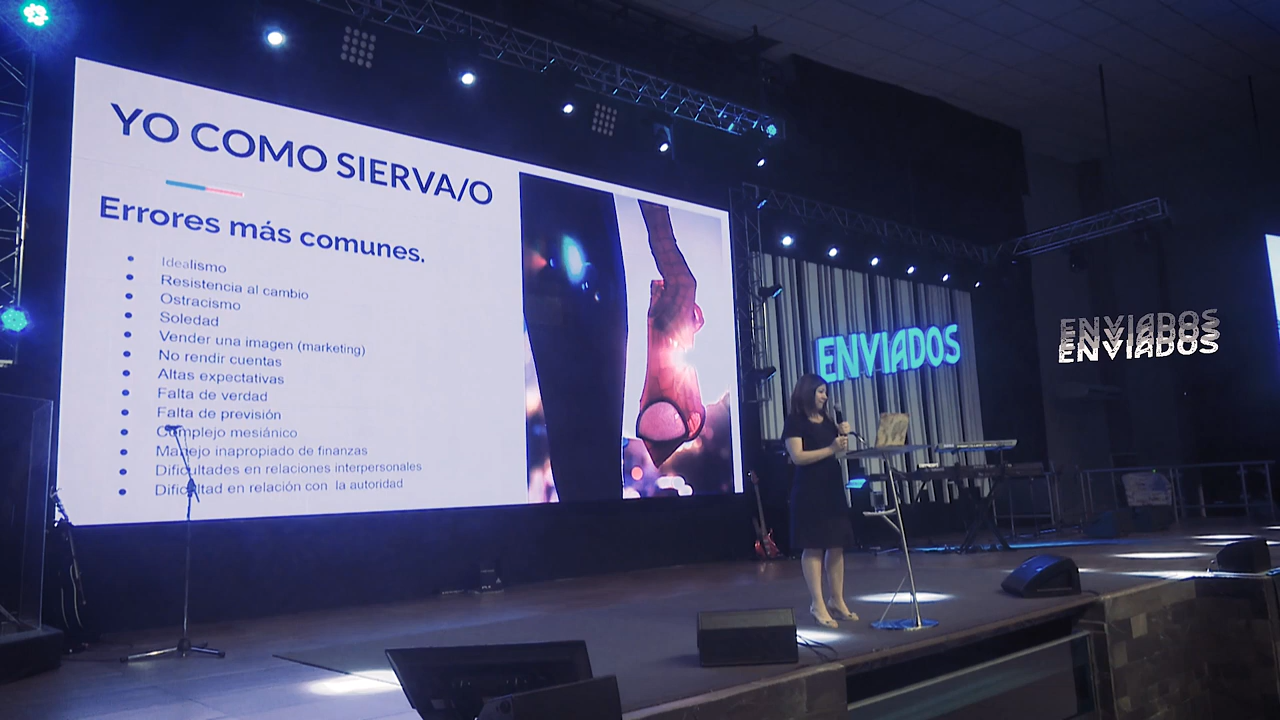 YO COMO SIERVA/O
Errores más comunes.
Idealismo
Resistencia al cambio
Ostracismo
Soledad
Vender una imagen (marketing)
No rendir cuentas
Altas expectativas
Falta de verdad
Falta de previsión
Complejo mesiánico
Manejo inapropiado de finanzas
Dificultades en relaciones interpersonales
Dificultad en relación con la autoridad
ENVIADOS
ENVIADOS
ENVIADOS
ENVIADOS